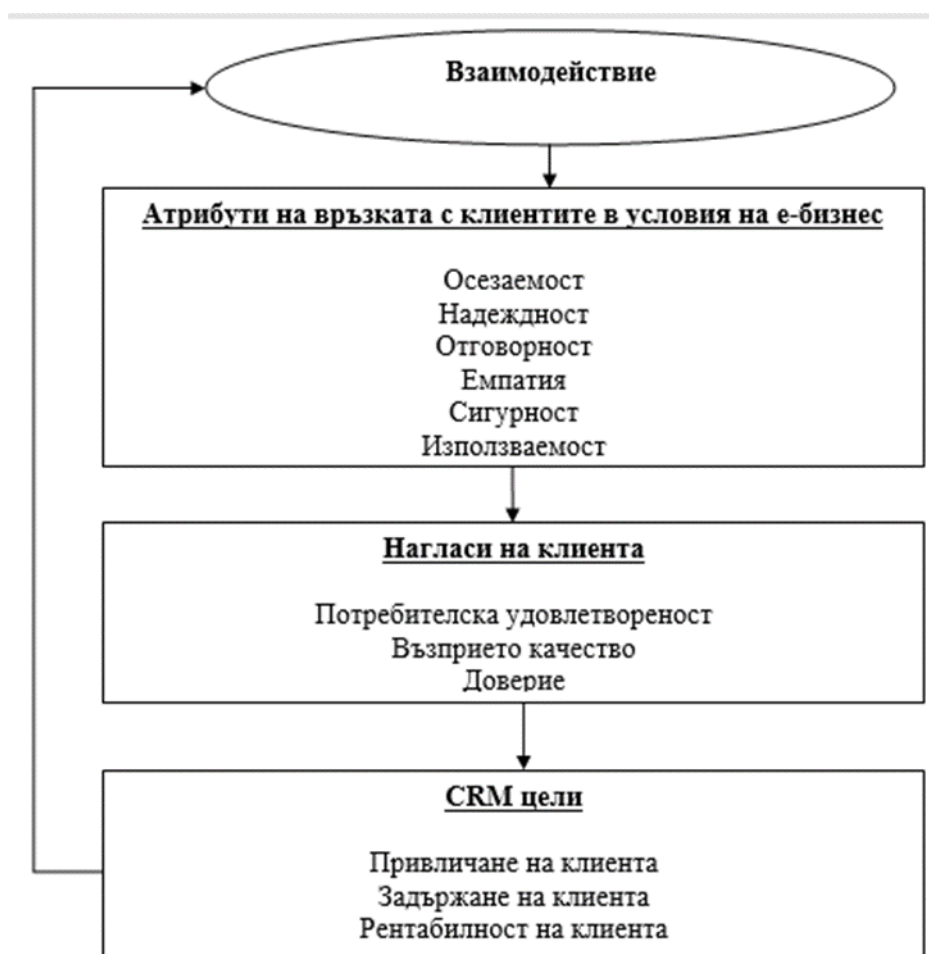 Взаимодействие
Атрибути на връзката с клиентите в условия на е-бизнес
Осезаемост
Надеждност
Отговорност
Емпатия
Сигурност
Използваемост
Нагласи на клиента
Потребителска удовлетвореност
Възприето качество
Доверие
CRM цели
Привличане на клиента
Задържане на клиента
Рентабилност на клиента